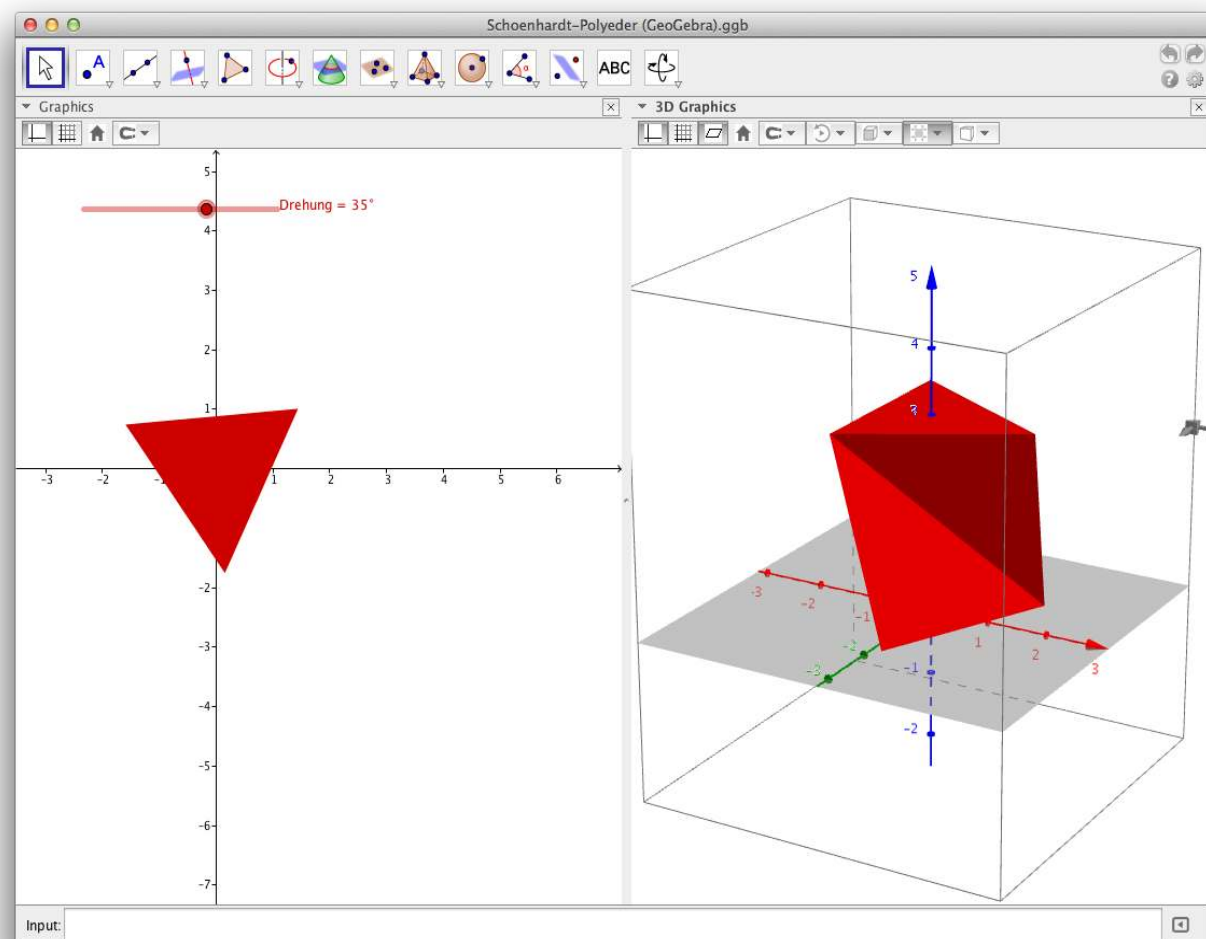 Schoenhardt-Polyeder (GeoGebra).ggb
A
ABC
Graphics
3D Graphics
Drehung = 35°
5
4
3
2
1
-3 -2 -1 1 2 3 4 5 6
-2
-3
-4
-5
-6
-7
5
4
3
-3 -2 -1 1 2 3
-2
-3
-1
-2
Input: